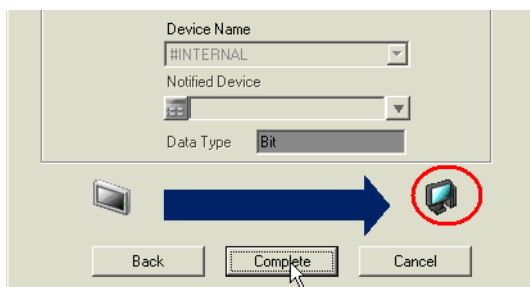 Device Name
#INTERNAL
Notified Device
Data Type Bit
Back Complete Cancel